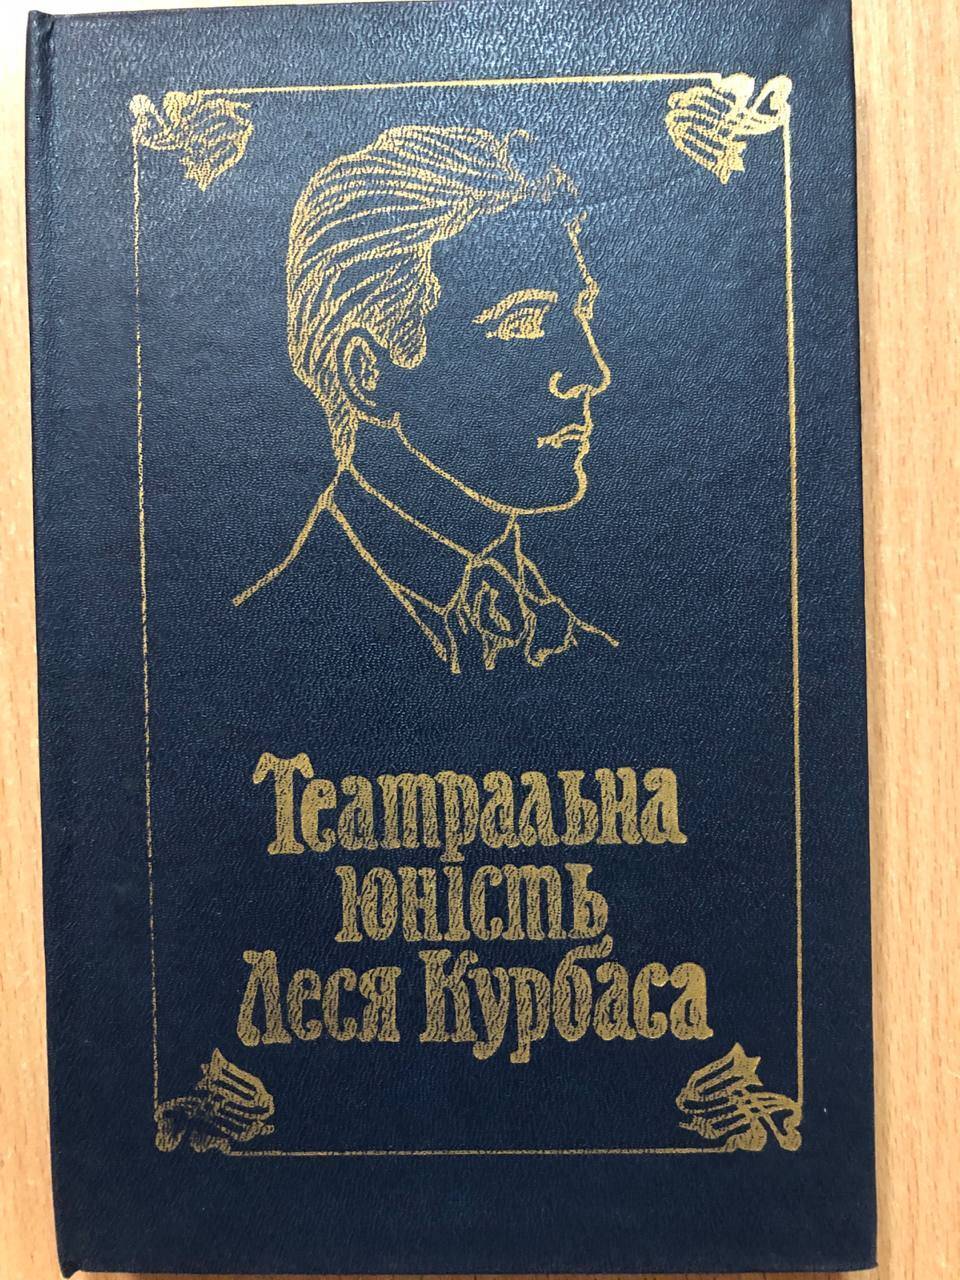 Театральна
юність
Леся Курбаса